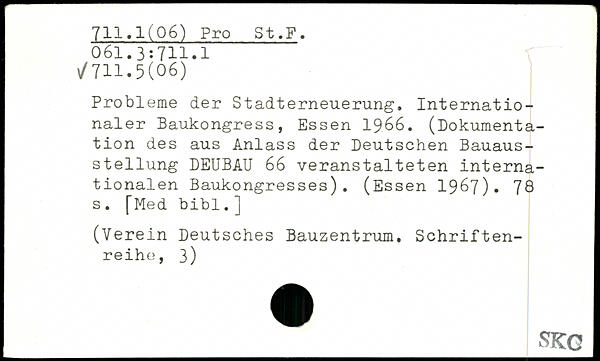 711.1(06) Pro St.F.
061.3:711.1
✓711.5(06)
Probleme der Stadterneuerung. Internatio-
naler Baukongress, Essen 1966. (Dokumenta-
tion des aus Anlass der Deutschen Bauaus-
stellung DEUBAU 66 veranstalteten interna-
tionalen Baukongresses). (Essen 1967). 78
s. [Med bibl.]
(Verein Deutsches Bauzentrum. Schriften-
reihe, 3)
SKC